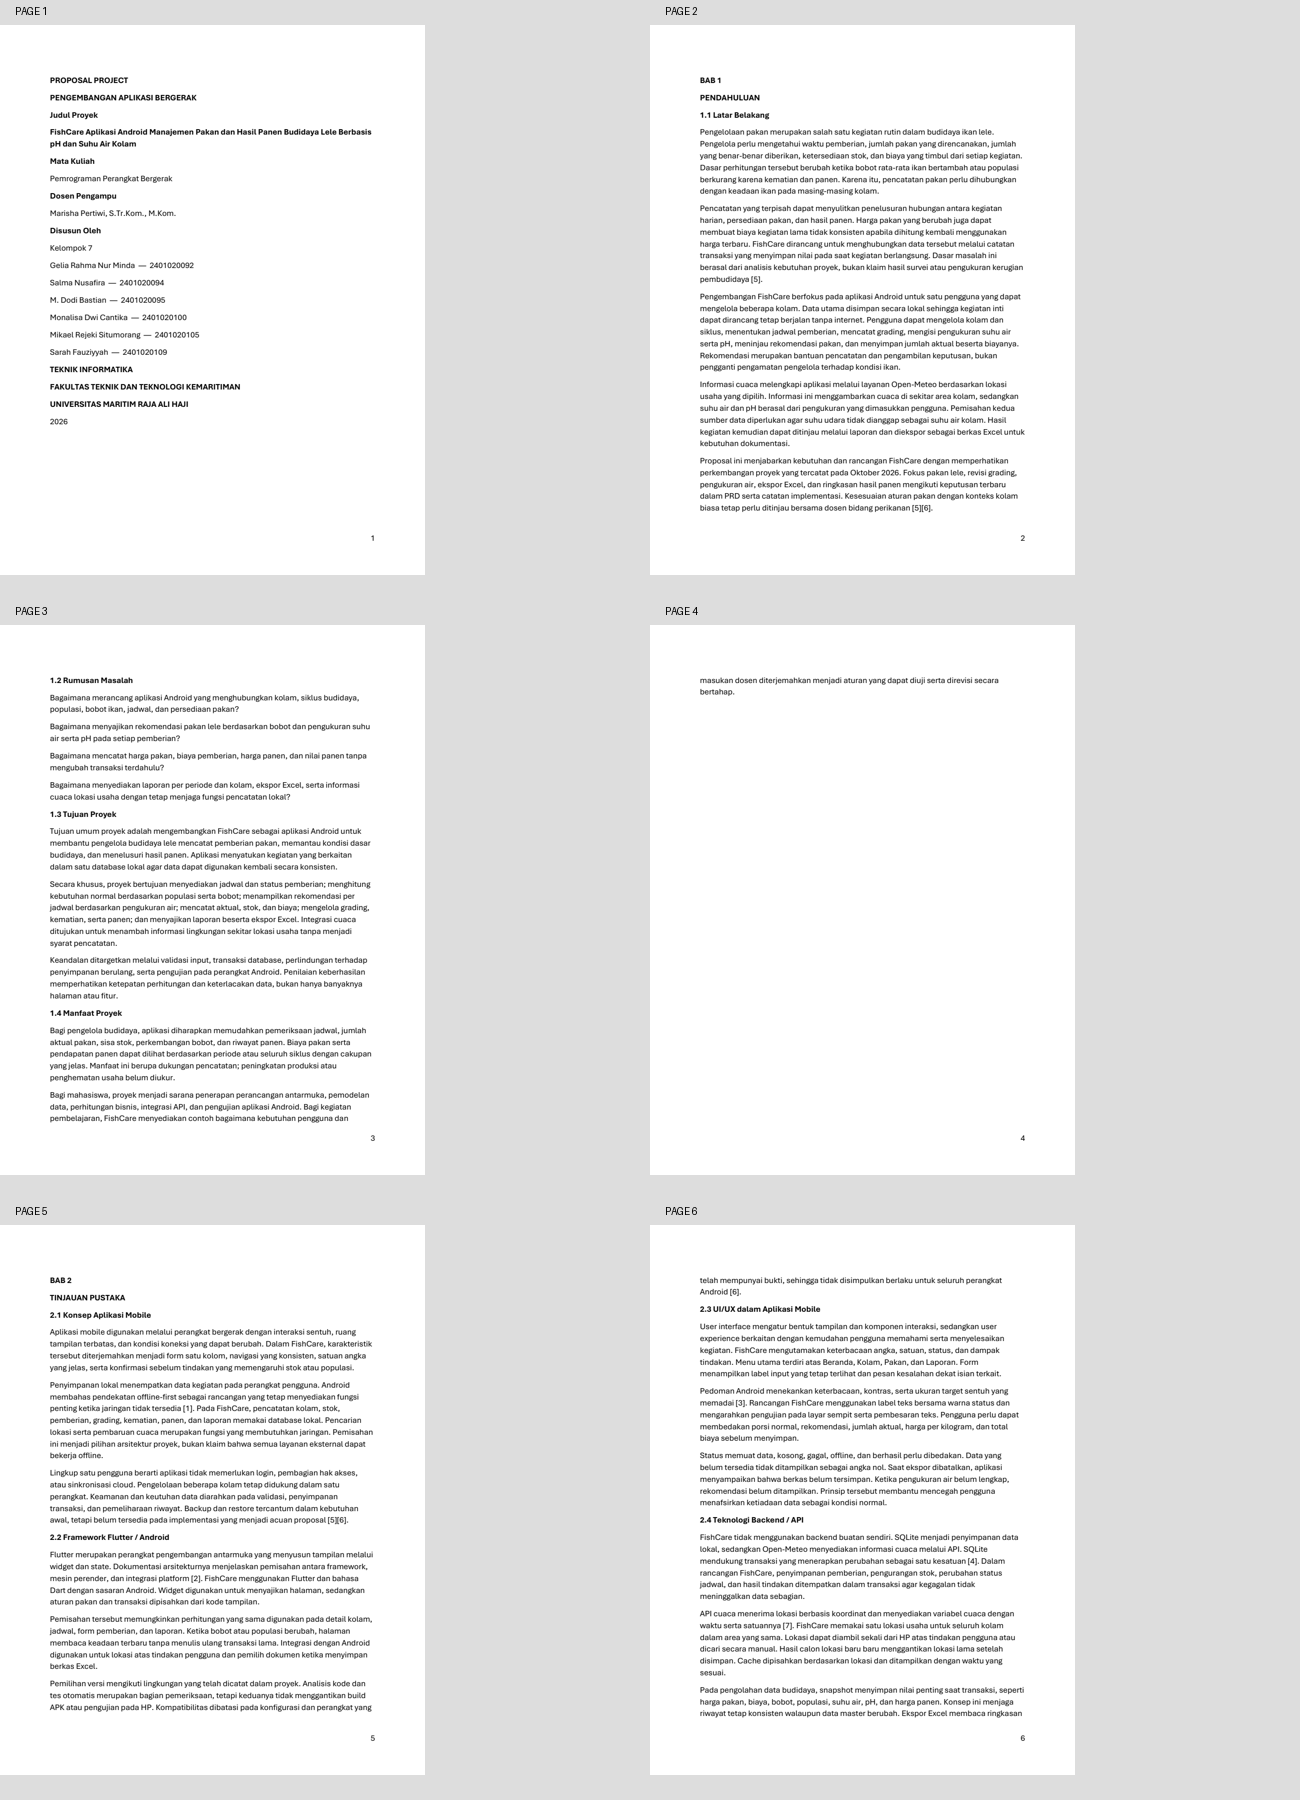 PAGE 1
PROPOSAL PROJECT
PENGEMBANGAN APLIKASI BERGERAK
Judul Proyek
FishCare Aplikasi Android Manajemen Pakan dan Hasil Panen Budidaya Lele Berbasis
pH dan Suhu Air Kolam
Mata Kuliah
Pemrograman Perangkat Bergerak
Dosen Pengampu
Marisha Pertiwi, S.Tr.Kom., M.Kom.
Disusun Oleh
Kelompok 7
Gelia Rahma Nur Minda — 2401020092
Salma Nusafira — 2401020094
M. Dodi Bastian — 2401020095
Monalisa Dwi Cantika — 2401020100
Mikael Rejeki Situmorang — 2401020105
Sarah Fauziyyah — 2401020109
TEKNIK INFORMATIKA
FAKULTAS TEKNIK DAN TEKNOLOGI KEMARITIMAN
UNIVERSITAS MARITIM RAJA ALI HAJI
2026
1
PAGE 2
BAB 1
PENDAHULUAN
1.1 Latar Belakang
Pengelolaan pakan merupakan salah satu kegiatan rutin dalam budidaya ikan lele.
Pengelola perlu mengetahui waktu pemberian, jumlah pakan yang direncanakan, jumlah
yang benar-benar diberikan, ketersediaan stok, dan biaya yang timbul dari setiap kegiatan.
Dasar perhitungan tersebut berubah ketika bobot rata-rata ikan bertambah atau populasi
berkurang karena kematian dan panen. Karena itu, pencatatan pakan perlu dihubungkan
dengan keadaan ikan pada masing-masing kolam.
Pencatatan yang terpisah dapat menyulitkan penelusuran hubungan antara kegiatan
harian, persediaan pakan, dan hasil panen. Harga pakan yang berubah juga dapat
membuat biaya kegiatan lama tidak konsisten apabila dihitung kembali menggunakan
harga terbaru. FishCare dirancang untuk menghubungkan data tersebut melalui catatan
transaksi yang menyimpan nilai pada saat kegiatan berlangsung. Dasar masalah ini
berasal dari analisis kebutuhan proyek, bukan klaim hasil survei atau pengukuran kerugian
pembudidaya [5].
Pengembangan FishCare berfokus pada aplikasi Android untuk satu pengguna yang dapat
mengelola beberapa kolam. Data utama disimpan secara lokal sehingga kegiatan inti
dapat dirancang tetap berjalan tanpa internet. Pengguna dapat mengelola kolam dan
siklus, menentukan jadwal pemberian, mencatat grading, mengisi pengukuran suhu air
serta pH, meninjau rekomendasi pakan, dan menyimpan jumlah aktual beserta biayanya.
Rekomendasi merupakan bantuan pencatatan dan pengambilan keputusan, bukan
pengganti pengamatan pengelola terhadap kondisi ikan.
Informasi cuaca melengkapi aplikasi melalui layanan Open-Meteo berdasarkan lokasi
usaha yang dipilih. Informasi ini menggambarkan cuaca di sekitar area kolam, sedangkan
suhu air dan pH berasal dari pengukuran yang dimasukkan pengguna. Pemisahan kedua
sumber data diperlukan agar suhu udara tidak dianggap sebagai suhu air kolam. Hasil
kegiatan kemudian dapat ditinjau melalui laporan dan diekspor sebagai berkas Excel untuk
kebutuhan dokumentasi.
Proposal ini menjabarkan kebutuhan dan rancangan FishCare dengan memperhatikan
perkembangan proyek yang tercatat pada Oktober 2026. Fokus pakan lele, revisi grading,
pengukuran air, ekspor Excel, dan ringkasan hasil panen mengikuti keputusan terbaru
dalam PRD serta catatan implementasi. Kesesuaian aturan pakan dengan konteks kolam
biasa tetap perlu ditinjau bersama dosen bidang perikanan [5][6].
2
PAGE 3
1.2 Rumusan Masalah
Bagaimana merancang aplikasi Android yang menghubungkan kolam, siklus budidaya,
populasi, bobot ikan, jadwal, dan persediaan pakan?
Bagaimana menyajikan rekomendasi pakan lele berdasarkan bobot dan pengukuran suhu
air serta pH pada setiap pemberian?
Bagaimana mencatat harga pakan, biaya pemberian, harga panen, dan nilai panen tanpa
mengubah transaksi terdahulu?
Bagaimana menyediakan laporan per periode dan kolam, ekspor Excel, serta informasi
cuaca lokasi usaha dengan tetap menjaga fungsi pencatatan lokal?
1.3 Tujuan Proyek
Tujuan umum proyek adalah mengembangkan FishCare sebagai aplikasi Android untuk
membantu pengelola budidaya lele mencatat pemberian pakan, memantau kondisi dasar
budidaya, dan menelusuri hasil panen. Aplikasi menyatukan kegiatan yang berkaitan
dalam satu database lokal agar data dapat digunakan kembali secara konsisten.
Secara khusus, proyek bertujuan menyediakan jadwal dan status pemberian; menghitung
kebutuhan normal berdasarkan populasi serta bobot; menampilkan rekomendasi per
jadwal berdasarkan pengukuran air; mencatat aktual, stok, dan biaya; mengelola grading,
kematian, serta panen; dan menyajikan laporan beserta ekspor Excel. Integrasi cuaca
ditujukan untuk menambah informasi lingkungan sekitar lokasi usaha tanpa menjadi
syarat pencatatan.
Keandalan ditargetkan melalui validasi input, transaksi database, perlindungan terhadap
penyimpanan berulang, serta pengujian pada perangkat Android. Penilaian keberhasilan
memperhatikan ketepatan perhitungan dan keterlacakan data, bukan hanya banyaknya
halaman atau fitur.
1.4 Manfaat Proyek
Bagi pengelola budidaya, aplikasi diharapkan memudahkan pemeriksaan jadwal, jumlah
aktual pakan, sisa stok, perkembangan bobot, dan riwayat panen. Biaya pakan serta
pendapatan panen dapat dilihat berdasarkan periode atau seluruh siklus dengan cakupan
yang jelas. Manfaat ini berupa dukungan pencatatan; peningkatan produksi atau
penghematan usaha belum diukur.
Bagi mahasiswa, proyek menjadi sarana penerapan perancangan antarmuka, pemodelan
data, perhitungan bisnis, integrasi API, dan pengujian aplikasi Android. Bagi kegiatan
pembelajaran, FishCare menyediakan contoh bagaimana kebutuhan pengguna dan
3
PAGE 4
masukan dosen diterjemahkan menjadi aturan yang dapat diuji serta direvisi secara
bertahap.
4
PAGE 5
BAB 2
TINJAUAN PUSTAKA
2.1 Konsep Aplikasi Mobile
Aplikasi mobile digunakan melalui perangkat bergerak dengan interaksi sentuh, ruang
tampilan terbatas, dan kondisi koneksi yang dapat berubah. Dalam FishCare, karakteristik
tersebut diterjemahkan menjadi form satu kolom, navigasi yang konsisten, satuan angka
yang jelas, serta konfirmasi sebelum tindakan yang memengaruhi stok atau populasi.
Penyimpanan lokal menempatkan data kegiatan pada perangkat pengguna. Android
membahas pendekatan offline-first sebagai rancangan yang tetap menyediakan fungsi
penting ketika jaringan tidak tersedia [1]. Pada FishCare, pencatatan kolam, stok,
pemberian, grading, kematian, panen, dan laporan memakai database lokal. Pencarian
lokasi serta pembaruan cuaca merupakan fungsi yang membutuhkan jaringan. Pemisahan
ini menjadi pilihan arsitektur proyek, bukan klaim bahwa semua layanan eksternal dapat
bekerja offline.
Lingkup satu pengguna berarti aplikasi tidak memerlukan login, pembagian hak akses,
atau sinkronisasi cloud. Pengelolaan beberapa kolam tetap didukung dalam satu
perangkat. Keamanan dan keutuhan data diarahkan pada validasi, penyimpanan
transaksi, dan pemeliharaan riwayat. Backup dan restore tercantum dalam kebutuhan
awal, tetapi belum tersedia pada implementasi yang menjadi acuan proposal [5][6].
2.2 Framework Flutter / Android
Flutter merupakan perangkat pengembangan antarmuka yang menyusun tampilan melalui
widget dan state. Dokumentasi arsitekturnya menjelaskan pemisahan antara framework,
mesin perender, dan integrasi platform [2]. FishCare menggunakan Flutter dan bahasa
Dart dengan sasaran Android. Widget digunakan untuk menyajikan halaman, sedangkan
aturan pakan dan transaksi dipisahkan dari kode tampilan.
Pemisahan tersebut memungkinkan perhitungan yang sama digunakan pada detail kolam,
jadwal, form pemberian, dan laporan. Ketika bobot atau populasi berubah, halaman
membaca keadaan terbaru tanpa menulis ulang transaksi lama. Integrasi dengan Android
digunakan untuk lokasi atas tindakan pengguna dan pemilih dokumen ketika menyimpan
berkas Excel.
Pemilihan versi mengikuti lingkungan yang telah dicatat dalam proyek. Analisis kode dan
tes otomatis merupakan bagian pemeriksaan, tetapi keduanya tidak menggantikan build
APK atau pengujian pada HP. Kompatibilitas dibatasi pada konfigurasi dan perangkat yang
5
PAGE 6
telah mempunyai bukti, sehingga tidak disimpulkan berlaku untuk seluruh perangkat
Android [6].
2.3 UI/UX dalam Aplikasi Mobile
User interface mengatur bentuk tampilan dan komponen interaksi, sedangkan user
experience berkaitan dengan kemudahan pengguna memahami serta menyelesaikan
kegiatan. FishCare mengutamakan keterbacaan angka, satuan, status, dan dampak
tindakan. Menu utama terdiri atas Beranda, Kolam, Pakan, dan Laporan. Form
menampilkan label input yang tetap terlihat dan pesan kesalahan dekat isian terkait.
Pedoman Android menekankan keterbacaan, kontras, serta ukuran target sentuh yang
memadai [3]. Rancangan FishCare menggunakan label teks bersama warna status dan
mengarahkan pengujian pada layar sempit serta pembesaran teks. Pengguna perlu dapat
membedakan porsi normal, rekomendasi, jumlah aktual, harga per kilogram, dan total
biaya sebelum menyimpan.
Status memuat data, kosong, gagal, offline, dan berhasil perlu dibedakan. Data yang
belum tersedia tidak ditampilkan sebagai angka nol. Saat ekspor dibatalkan, aplikasi
menyampaikan bahwa berkas belum tersimpan. Ketika pengukuran air belum lengkap,
rekomendasi belum ditampilkan. Prinsip tersebut membantu mencegah pengguna
menafsirkan ketiadaan data sebagai kondisi normal.
2.4 Teknologi Backend / API
FishCare tidak menggunakan backend buatan sendiri. SQLite menjadi penyimpanan data
lokal, sedangkan Open-Meteo menyediakan informasi cuaca melalui API. SQLite
mendukung transaksi yang menerapkan perubahan sebagai satu kesatuan [4]. Dalam
rancangan FishCare, penyimpanan pemberian, pengurangan stok, perubahan status
jadwal, dan hasil tindakan ditempatkan dalam transaksi agar kegagalan tidak
meninggalkan data sebagian.
API cuaca menerima lokasi berbasis koordinat dan menyediakan variabel cuaca dengan
waktu serta satuannya [7]. FishCare memakai satu lokasi usaha untuk seluruh kolam
dalam area yang sama. Lokasi dapat diambil sekali dari HP atas tindakan pengguna atau
dicari secara manual. Hasil calon lokasi baru baru menggantikan lokasi lama setelah
disimpan. Cache dipisahkan berdasarkan lokasi dan ditampilkan dengan waktu yang
sesuai.
Pada pengolahan data budidaya, snapshot menyimpan nilai penting saat transaksi, seperti
harga pakan, biaya, bobot, populasi, suhu air, pH, dan harga panen. Konsep ini menjaga
riwayat tetap konsisten walaupun data master berubah. Ekspor Excel membaca ringkasan
6